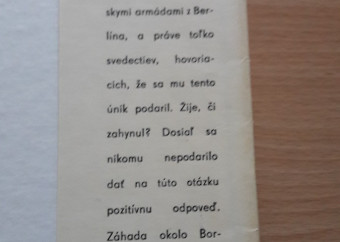 skymi armádami z Ber-
lína, a práve toľko
svedectiev, hovoria-
cich, že sa mu tento
únik podaril. Žije, či
zahynul? Dosiaľ sa
nikomu nepodarilo
dať na túto otázku
pozitívnu odpoveď.
Záhada okolo Bor-